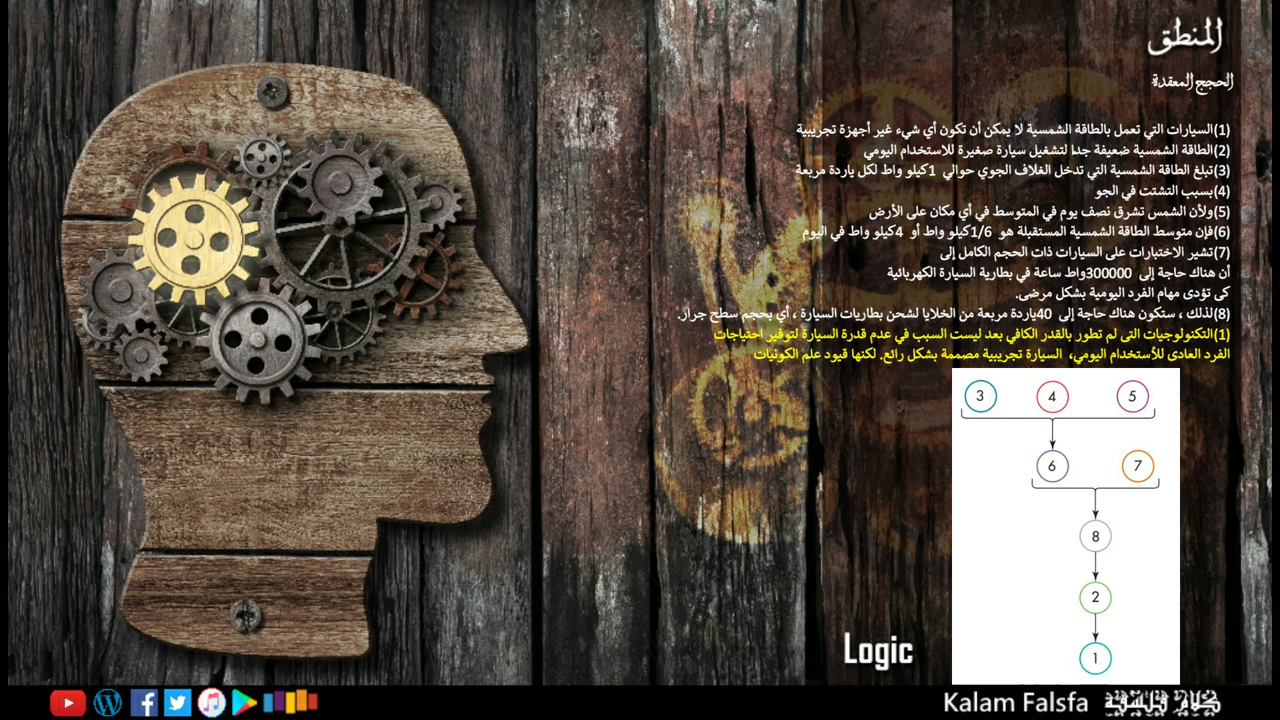 المنطق
الحجج المعقدة
(1)السيارات التي تعمل بالطاقة الشمسية لا يمكن أن تكون أي شيء غير أجهزة تجريبية
(2)الطاقة الشمسية ضعيفة جدا لتشغيل سيارة صغيرة للاستخدام اليومي
(3)تبلغ الطاقة الشمسية التي تدخل الغلاف الجوي حوالي 1كيلو واط لكل ياردة مربعة
(4)بسبب التشتت في الجو
(5)ولأن الشمس تشرق نصف يوم في المتوسط في أي مكان على الأرض
(6)فإن متوسط الطاقة الشمسية المستقبلة هو 1/6كيلو واط أو 4كيلو واط في اليوم
(7)تشير الاختبارات على السيارات ذات الحجم الكامل إلى
أن هناك حاجة إلى 300000واط ساعة في بطارية السيارة الكهربائية
كى تؤدى مهام الفرد اليومية بشكل مرضى.
(8)لذلك ، ستكون هناك حاجة إلى 40ياردة مربعة من الخلايا لشحن بطاريات السيارة ، أي بحجم سطح جرار.
(1)التكنولوجيات التى لم تطور بالقدر الكافي بعد ليست السبب في عدم قدرة السيارة لتوفير احتياجات
الفرد العادى للأستخدام اليومي، السيارة تجريبية مصممة بشكل رائع. لكنها قيود علم الكونيات
3 4 5
6 7
8
2
1
Logic
Kalam Falsfa كلام فلسفة